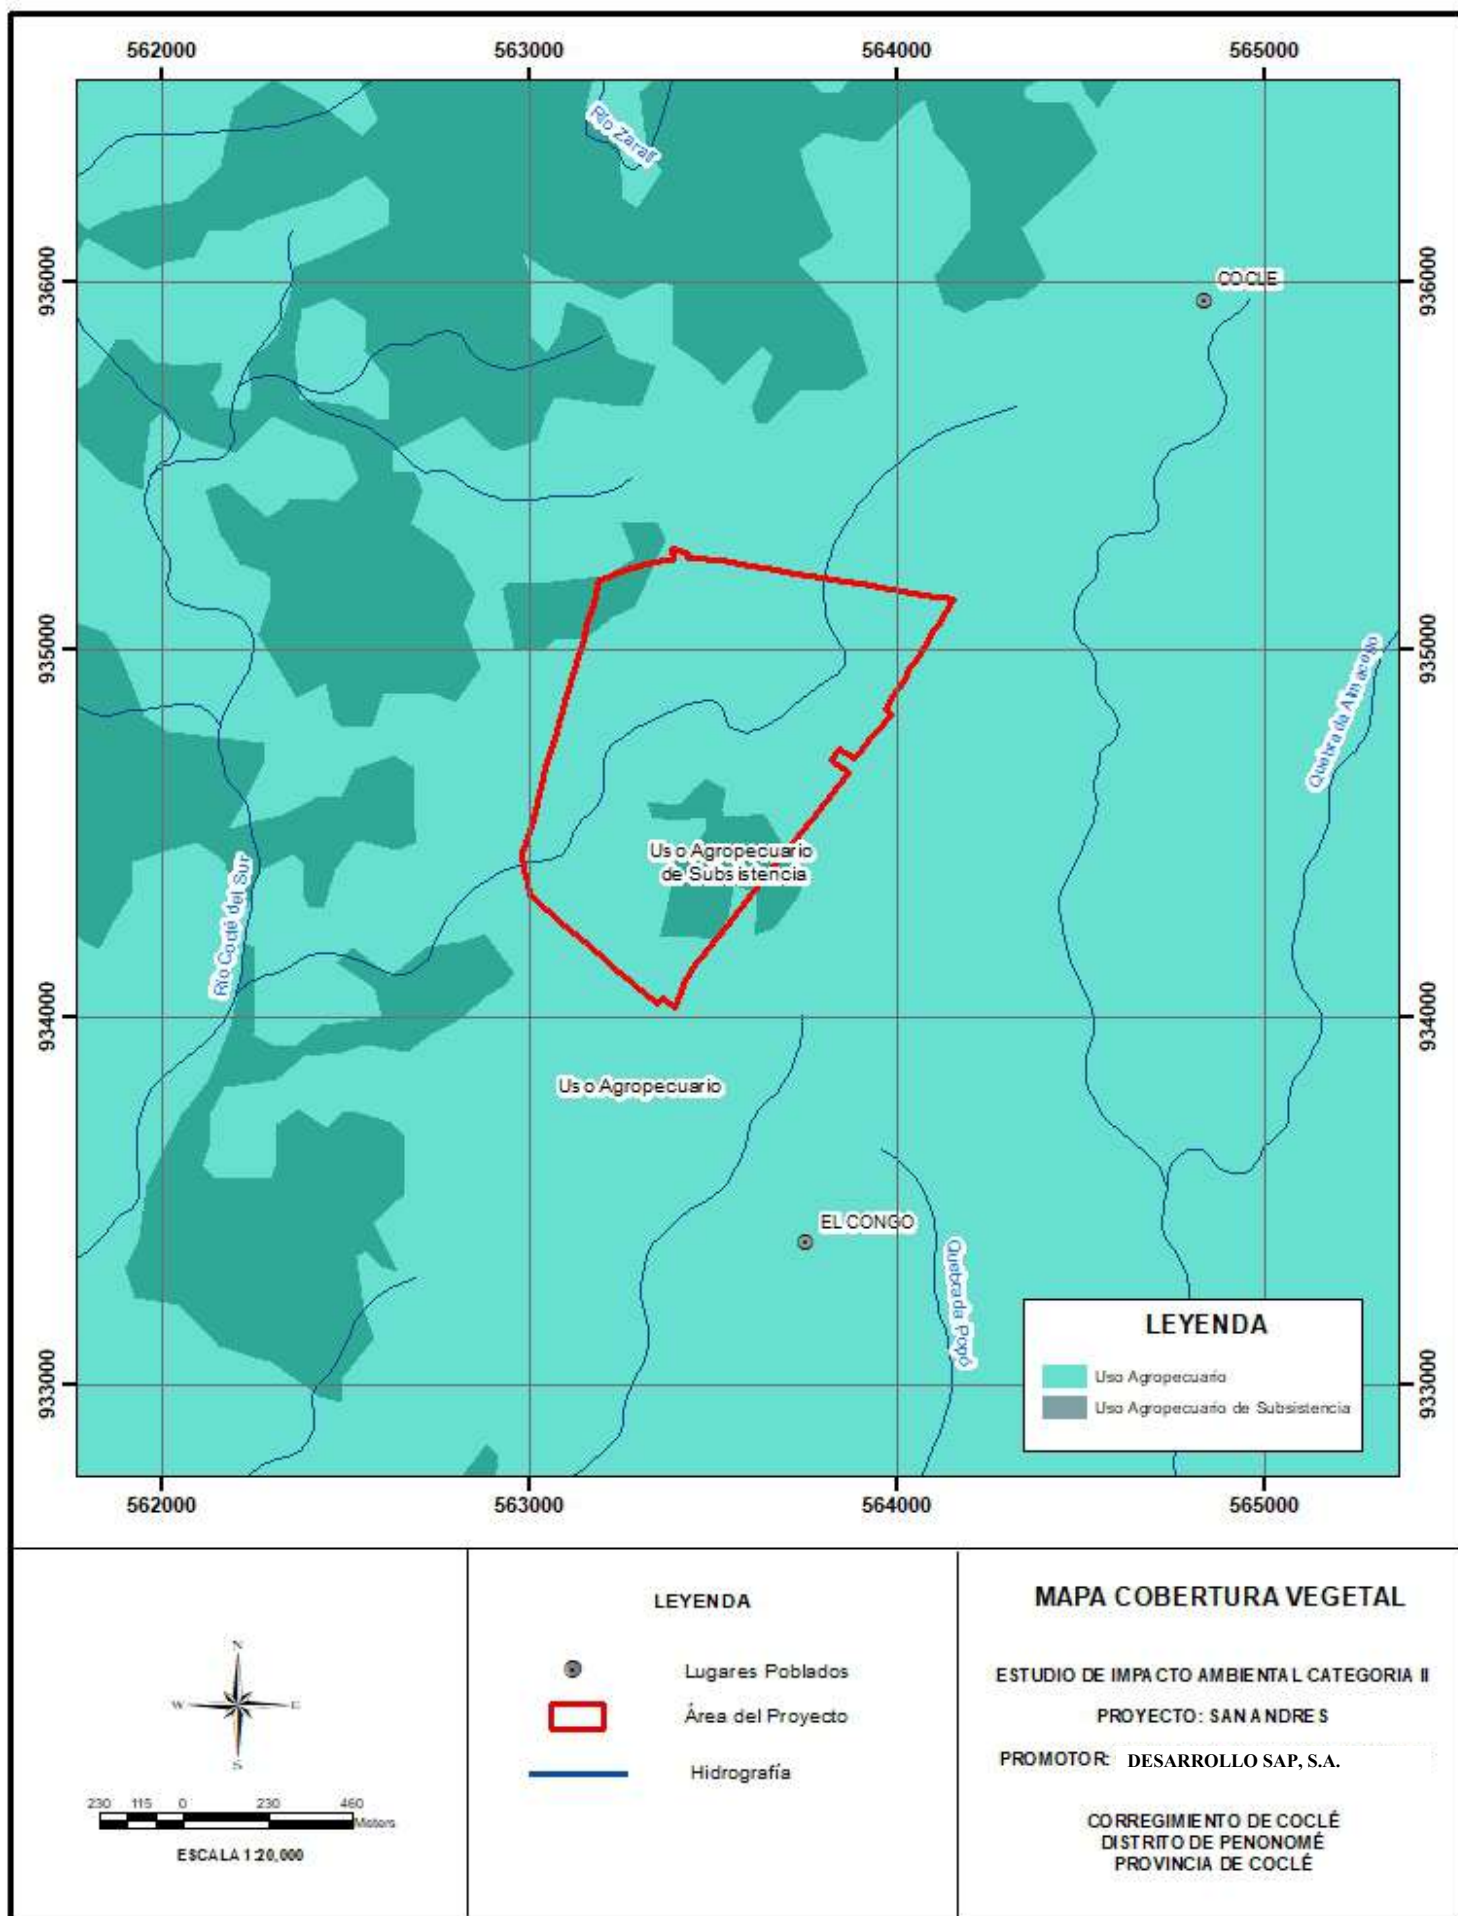 562000 563000 564000 565000
Río Zaratí
936000 936000
COCLE
935000 935000
Quebrada Almacego
Uso Agropecuario
de Subsistencia
Río Coclé del Sur
934000 934000
Uso Agropecuario
EL CONGO
Quebrada Popó
LEYENDA
Uso Agropecuario
Uso Agropecuario de Subsistencia
933000 933000
562000 563000 564000 565000
N
W E
S
230 115 0 230 460
Meters
ESCALA 1:20,000
LEYENDA
Lugares Poblados
Área del Proyecto
Hidrografía
MAPA COBERTURA VEGETAL
ESTUDIO DE IMPACTO AMBIENTAL CATEGORIA II
PROYECTO: SAN ANDRES
PROMOTOR: DESARROLLO SAP, S.A.
CORREGIMIENTO DE COCLÉ
DISTRITO DE PENONOMÉ
PROVINCIA DE COCLÉ